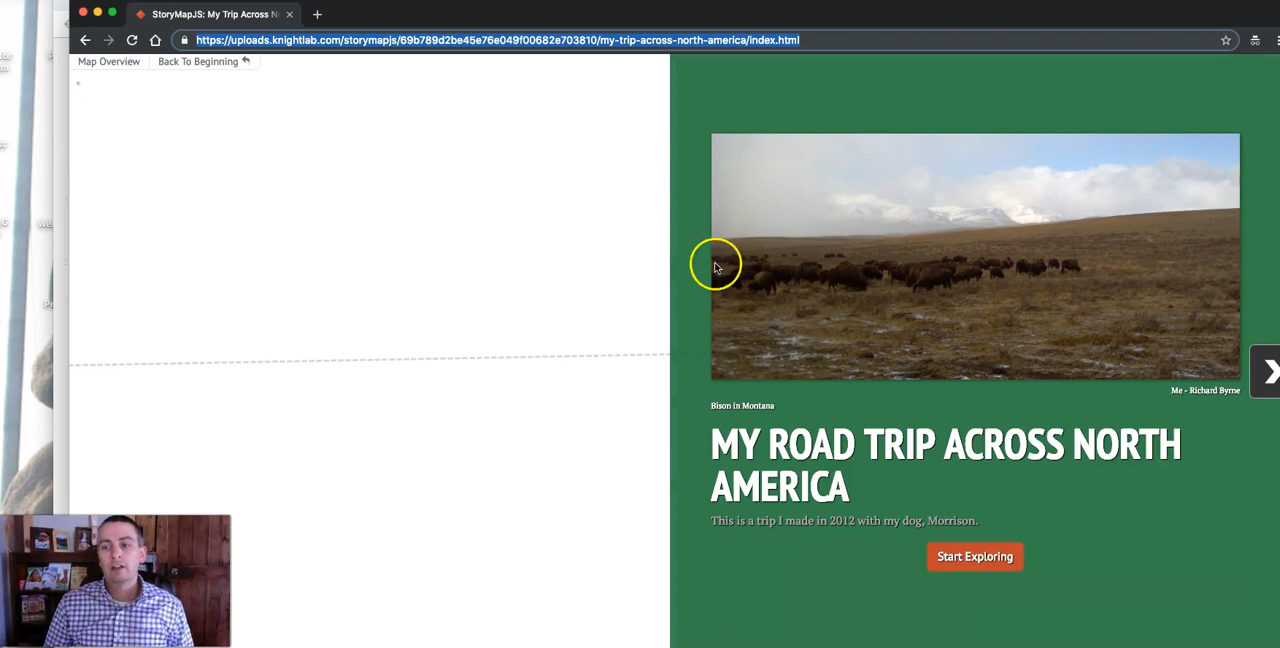 StoryMapJS: My Trip Across N
https://uploads.knightlab.com/storymapjs/69b789d2be45e76e049f00682e703810/my-trip-across-north-america/index.html
Map Overview
Back To Beginning
Me - Richard Byrne
Bison in Montana
MY ROAD TRIP ACROSS NORTH
AMERICA
This is a trip I made in 2012 with my dog, Morrison.
Start Exploring